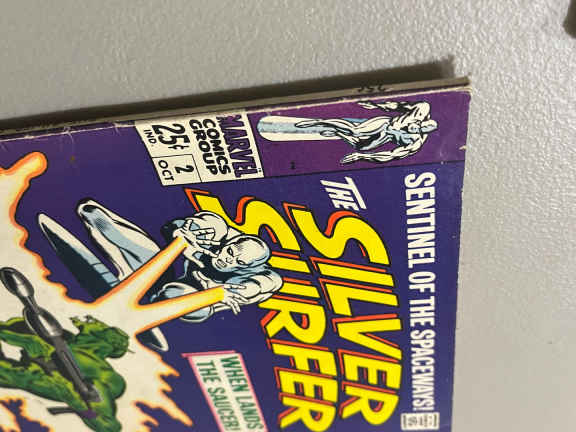 MARVEL
COMICS
GROUP
25¢
2
IND.
OCT
SENTINEL OF THE SPACEWAYS!
THE
SILVER
SURFER
WHEN LANDS
THE SAUCER!